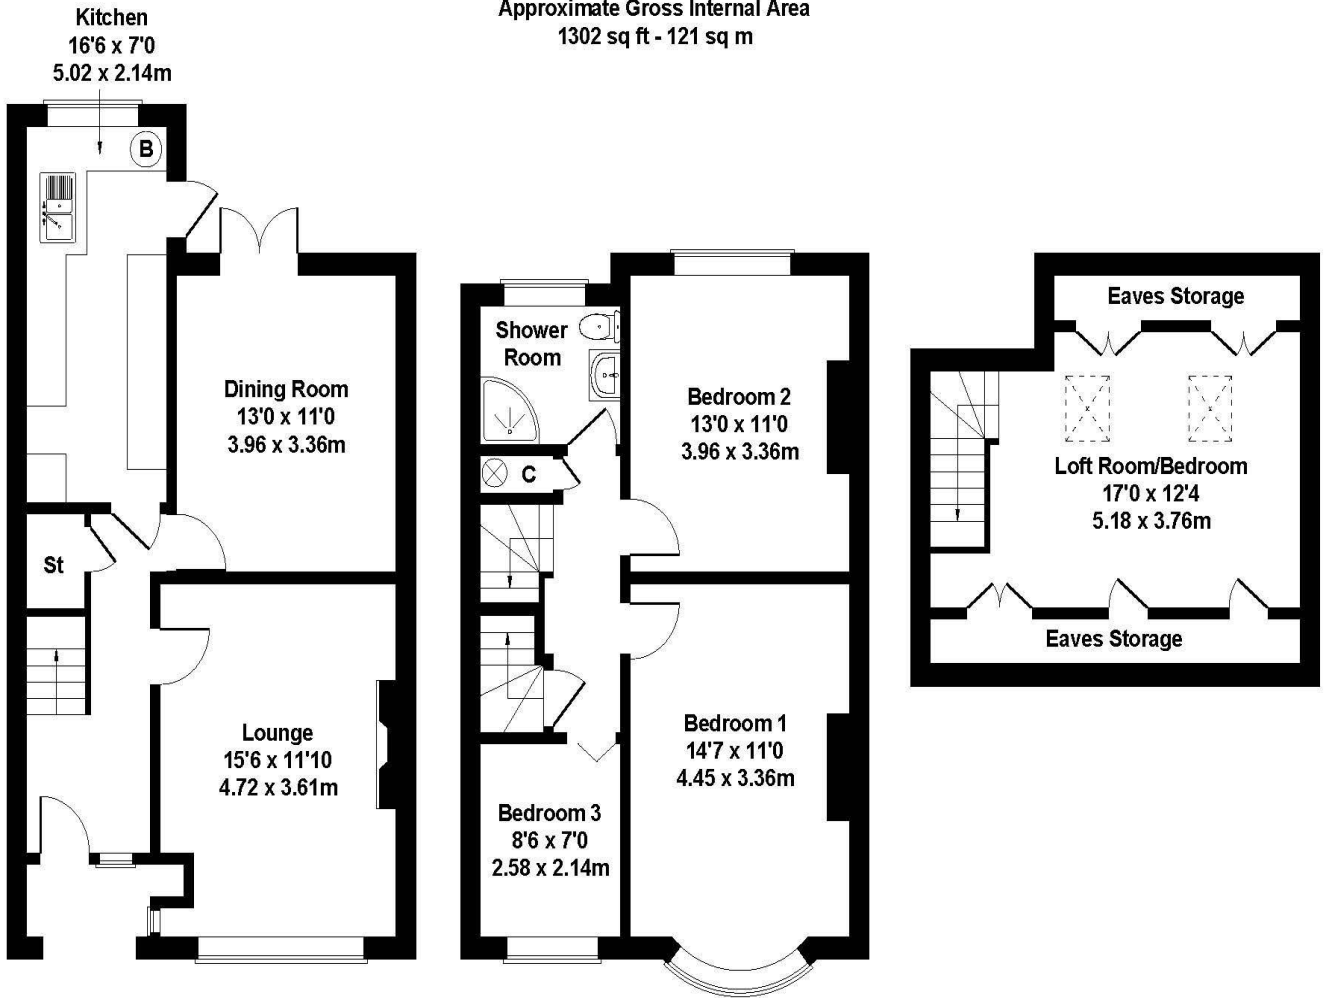 Approximate Gross Internal Area
1302 sq ft - 121 sq m
Kitchen
16'6 x 7'0
5.02 x 2.14m
B
Dining Room
13'0 x 11'0
3.96 x 3.36m
St
Lounge
15'6 x 11'10
4.72 x 3.61m
Shower
Room
C
Bedroom 2
13'0 x 11'0
3.96 x 3.36m
Bedroom 1
14'7 x 11'0
4.45 x 3.36m
Bedroom 3
8'6 x 7'0
2.58 x 2.14m
Eaves Storage
Loft Room/Bedroom
17'0 x 12'4
5.18 x 3.76m
Eaves Storage